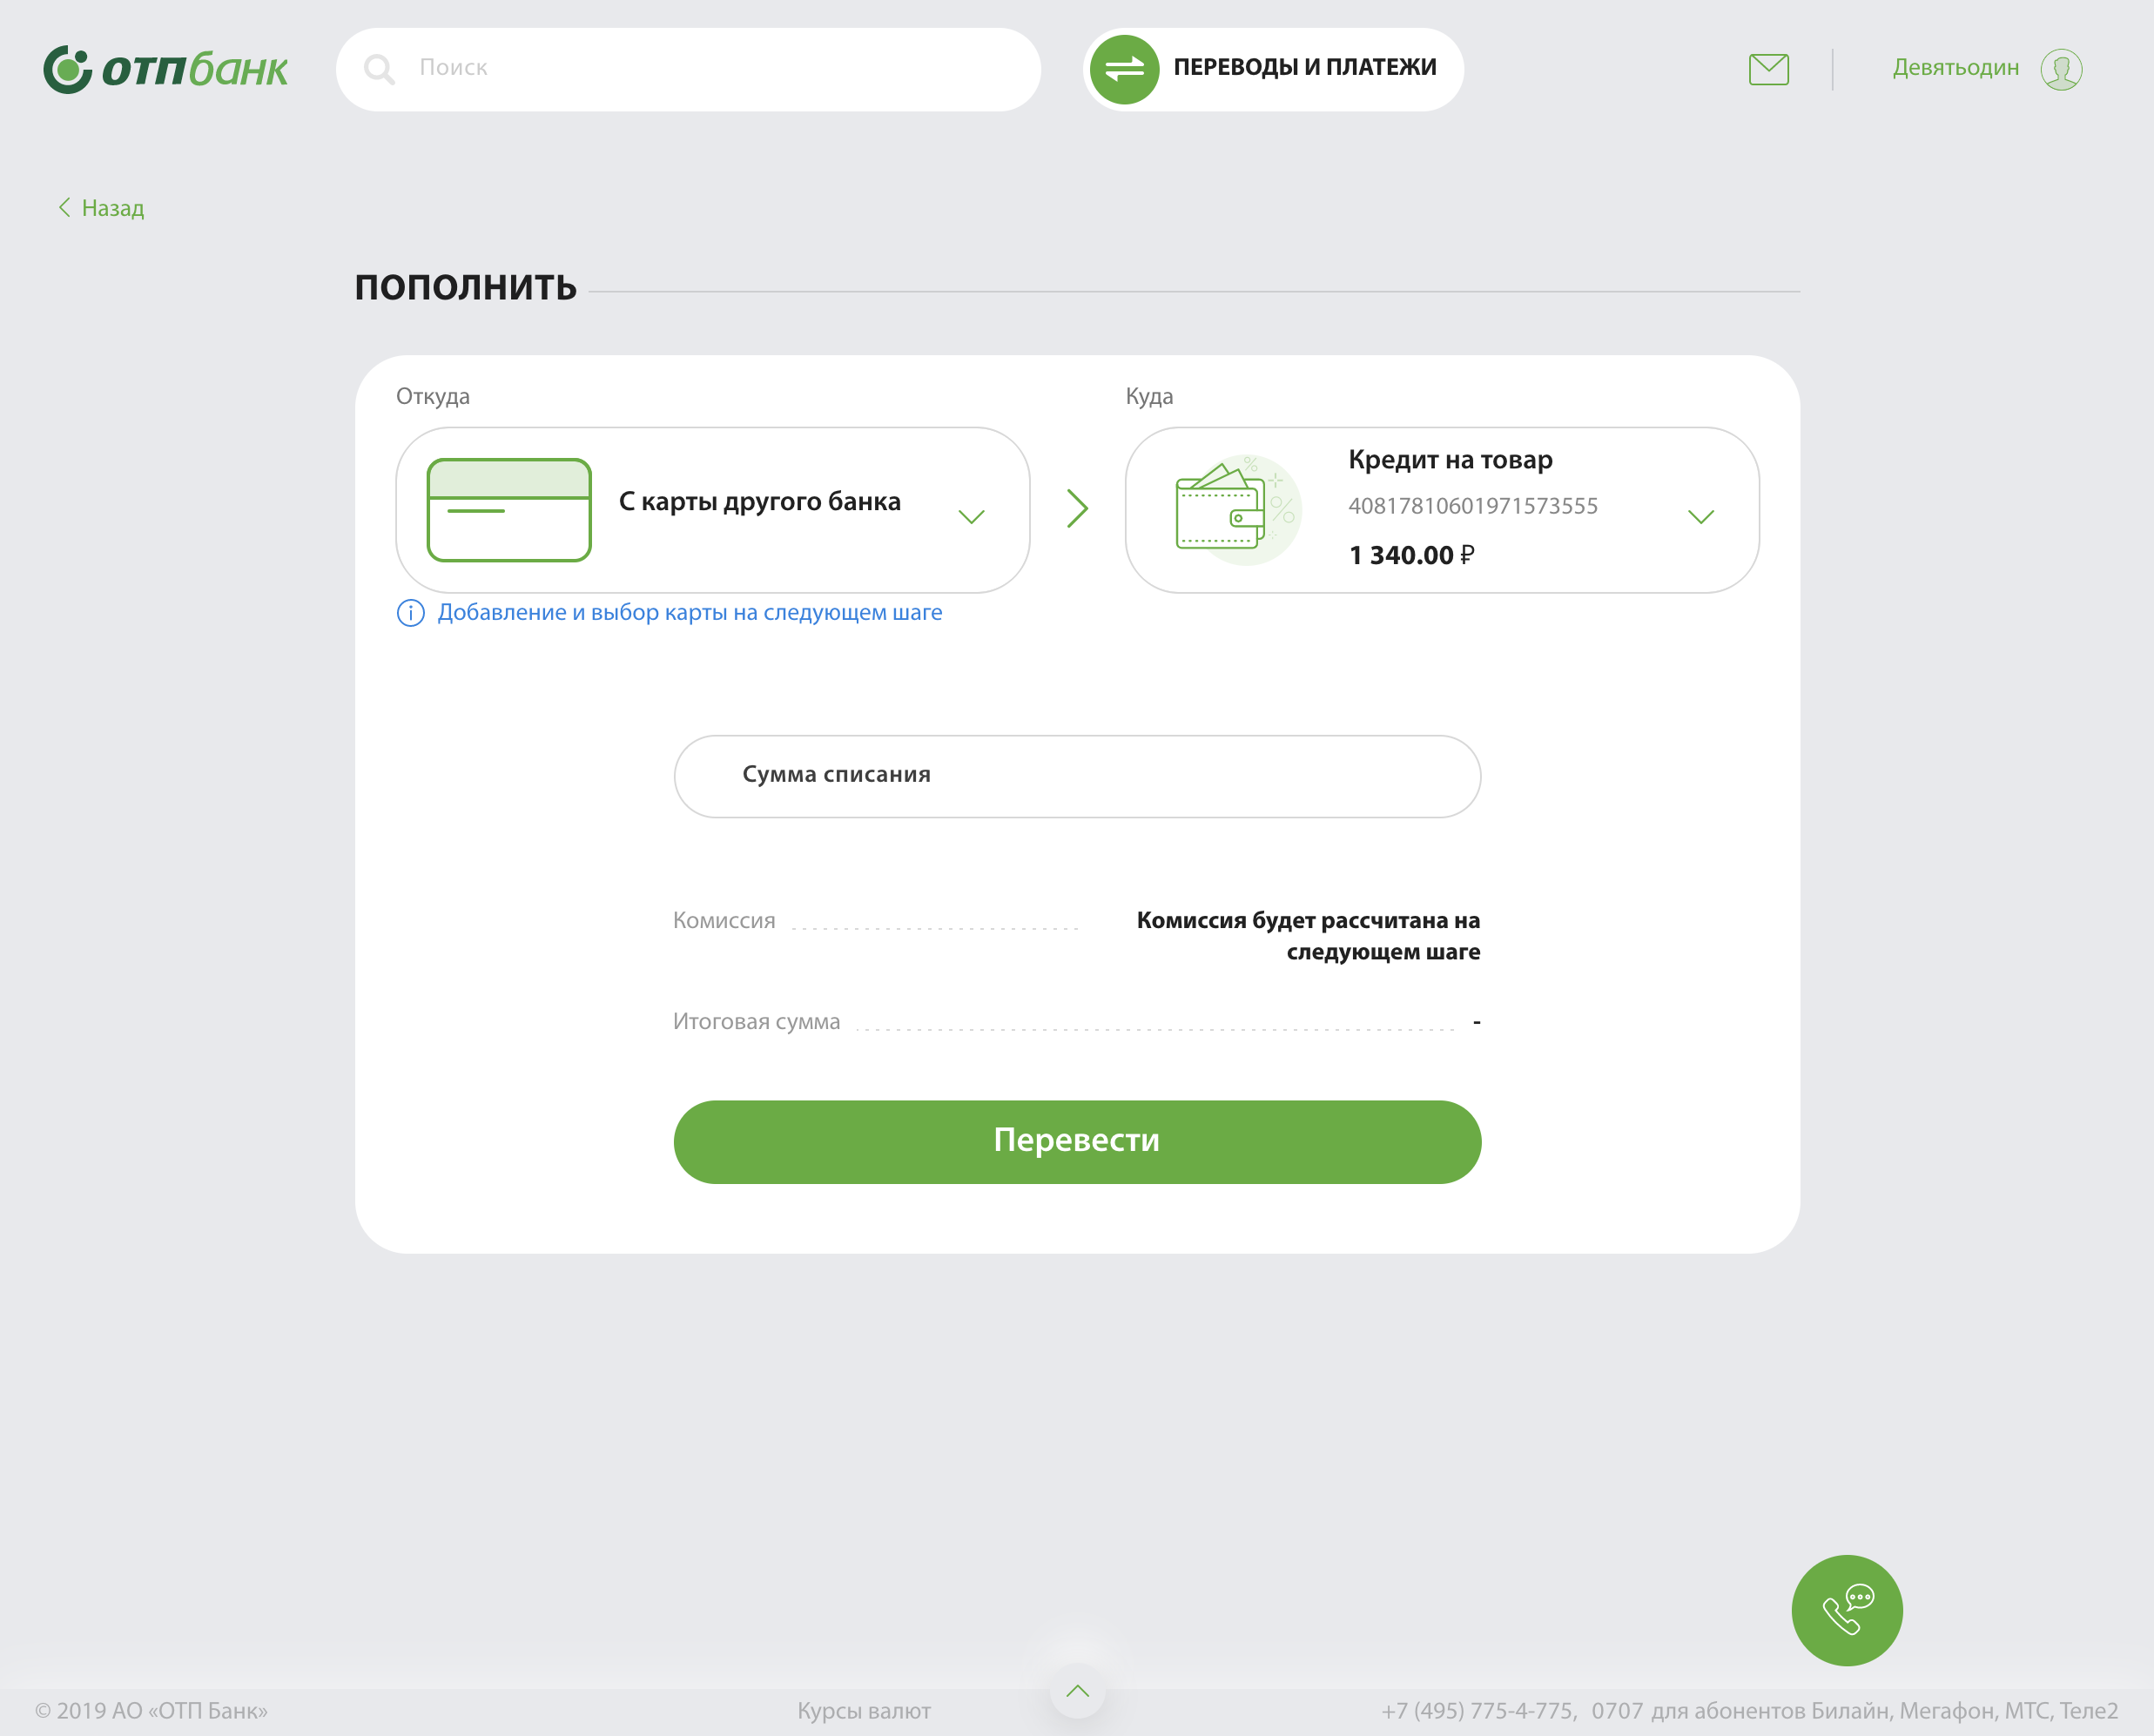 ОТПбанк
Поиск
ПЕРЕВОДЫ И ПЛАТЕЖИ
Девятьодин
Назад
ПОПОЛНИТЬ
Откуда
С карты другого банка
Добавление и выбор карты на следующем шаге
Куда
Кредит на товар
40817810601971573555
1 340.00 ₽
Сумма списания
Комиссия
Комиссия будет рассчитана на
следующем шаге
Итоговая сумма -
Перевести
© 2019 АО «ОТП Банк»
Курсы валют
+7 (495) 775-4-775, 0707 для абонентов Билайн, Мегафон, МТС, Теле2